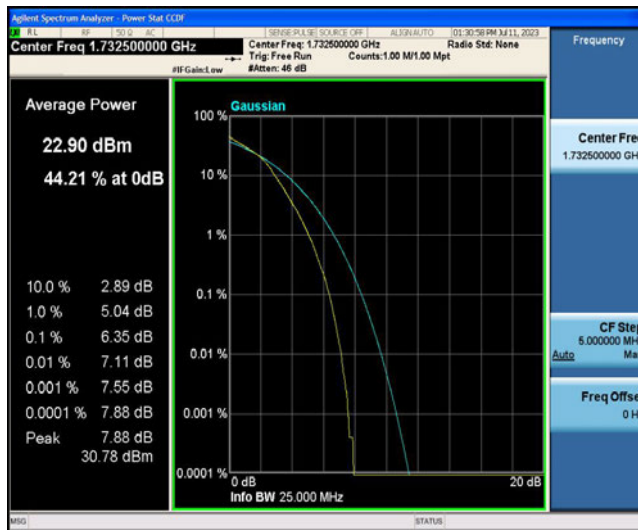 Agilent Spectrum Analyzer - Power Stat CCDF
RL RF 50 Ω AC SENSE:PULSE SOURCE OFF ALIGN AUTO 01:30:58 PM Jul 11, 2023
Center Freq 1.732500000 GHz
Center Freq: 1.732500000 GHz Radio Std: None
Trig: Free Run Counts:1.00 M/1.00 Mpt
#IFGain:Low #Atten: 46 dB
Frequency
Average Power
22.90 dBm
44.21 % at 0dB
10.0 % 2.89 dB
1.0 % 5.04 dB
0.1 % 6.35 dB
0.01 % 7.11 dB
0.001 % 7.55 dB
0.0001 % 7.88 dB
Peak 7.88 dB
30.78 dBm
Gaussian
100 %
10 %
1 %
0.1 %
0.01 %
0.001 %
0.0001 %
0 dB 20 dB
Info BW 25.000 MHz
Center Fre
1.732500000 GH
CF Step
5.000000 MH
Auto Ma
Freq Offse
0 H
MSG STATUS